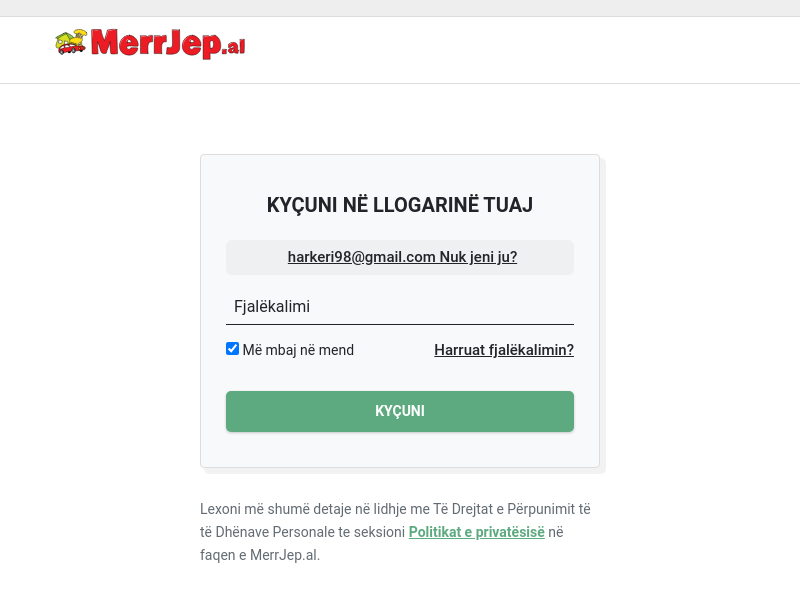 MerrJep.al
KYÇUNI NË LLOGARINË TUAJ
harkeri98@gmail.com Nuk jeni ju?
Fjalëkalimi
Më mbaj në mend
Harruat fjalëkalimin?
KYÇUNI
Lexoni më shumë detaje në lidhje me Të Drejtat e Përpunimit të
të Dhënave Personale te seksioni Politikat e privatësisë në
faqen e MerrJep.al.